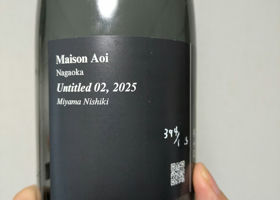 Maison Aoi
Nagaoka
Untitled 02, 2025
Miyama Nishiki